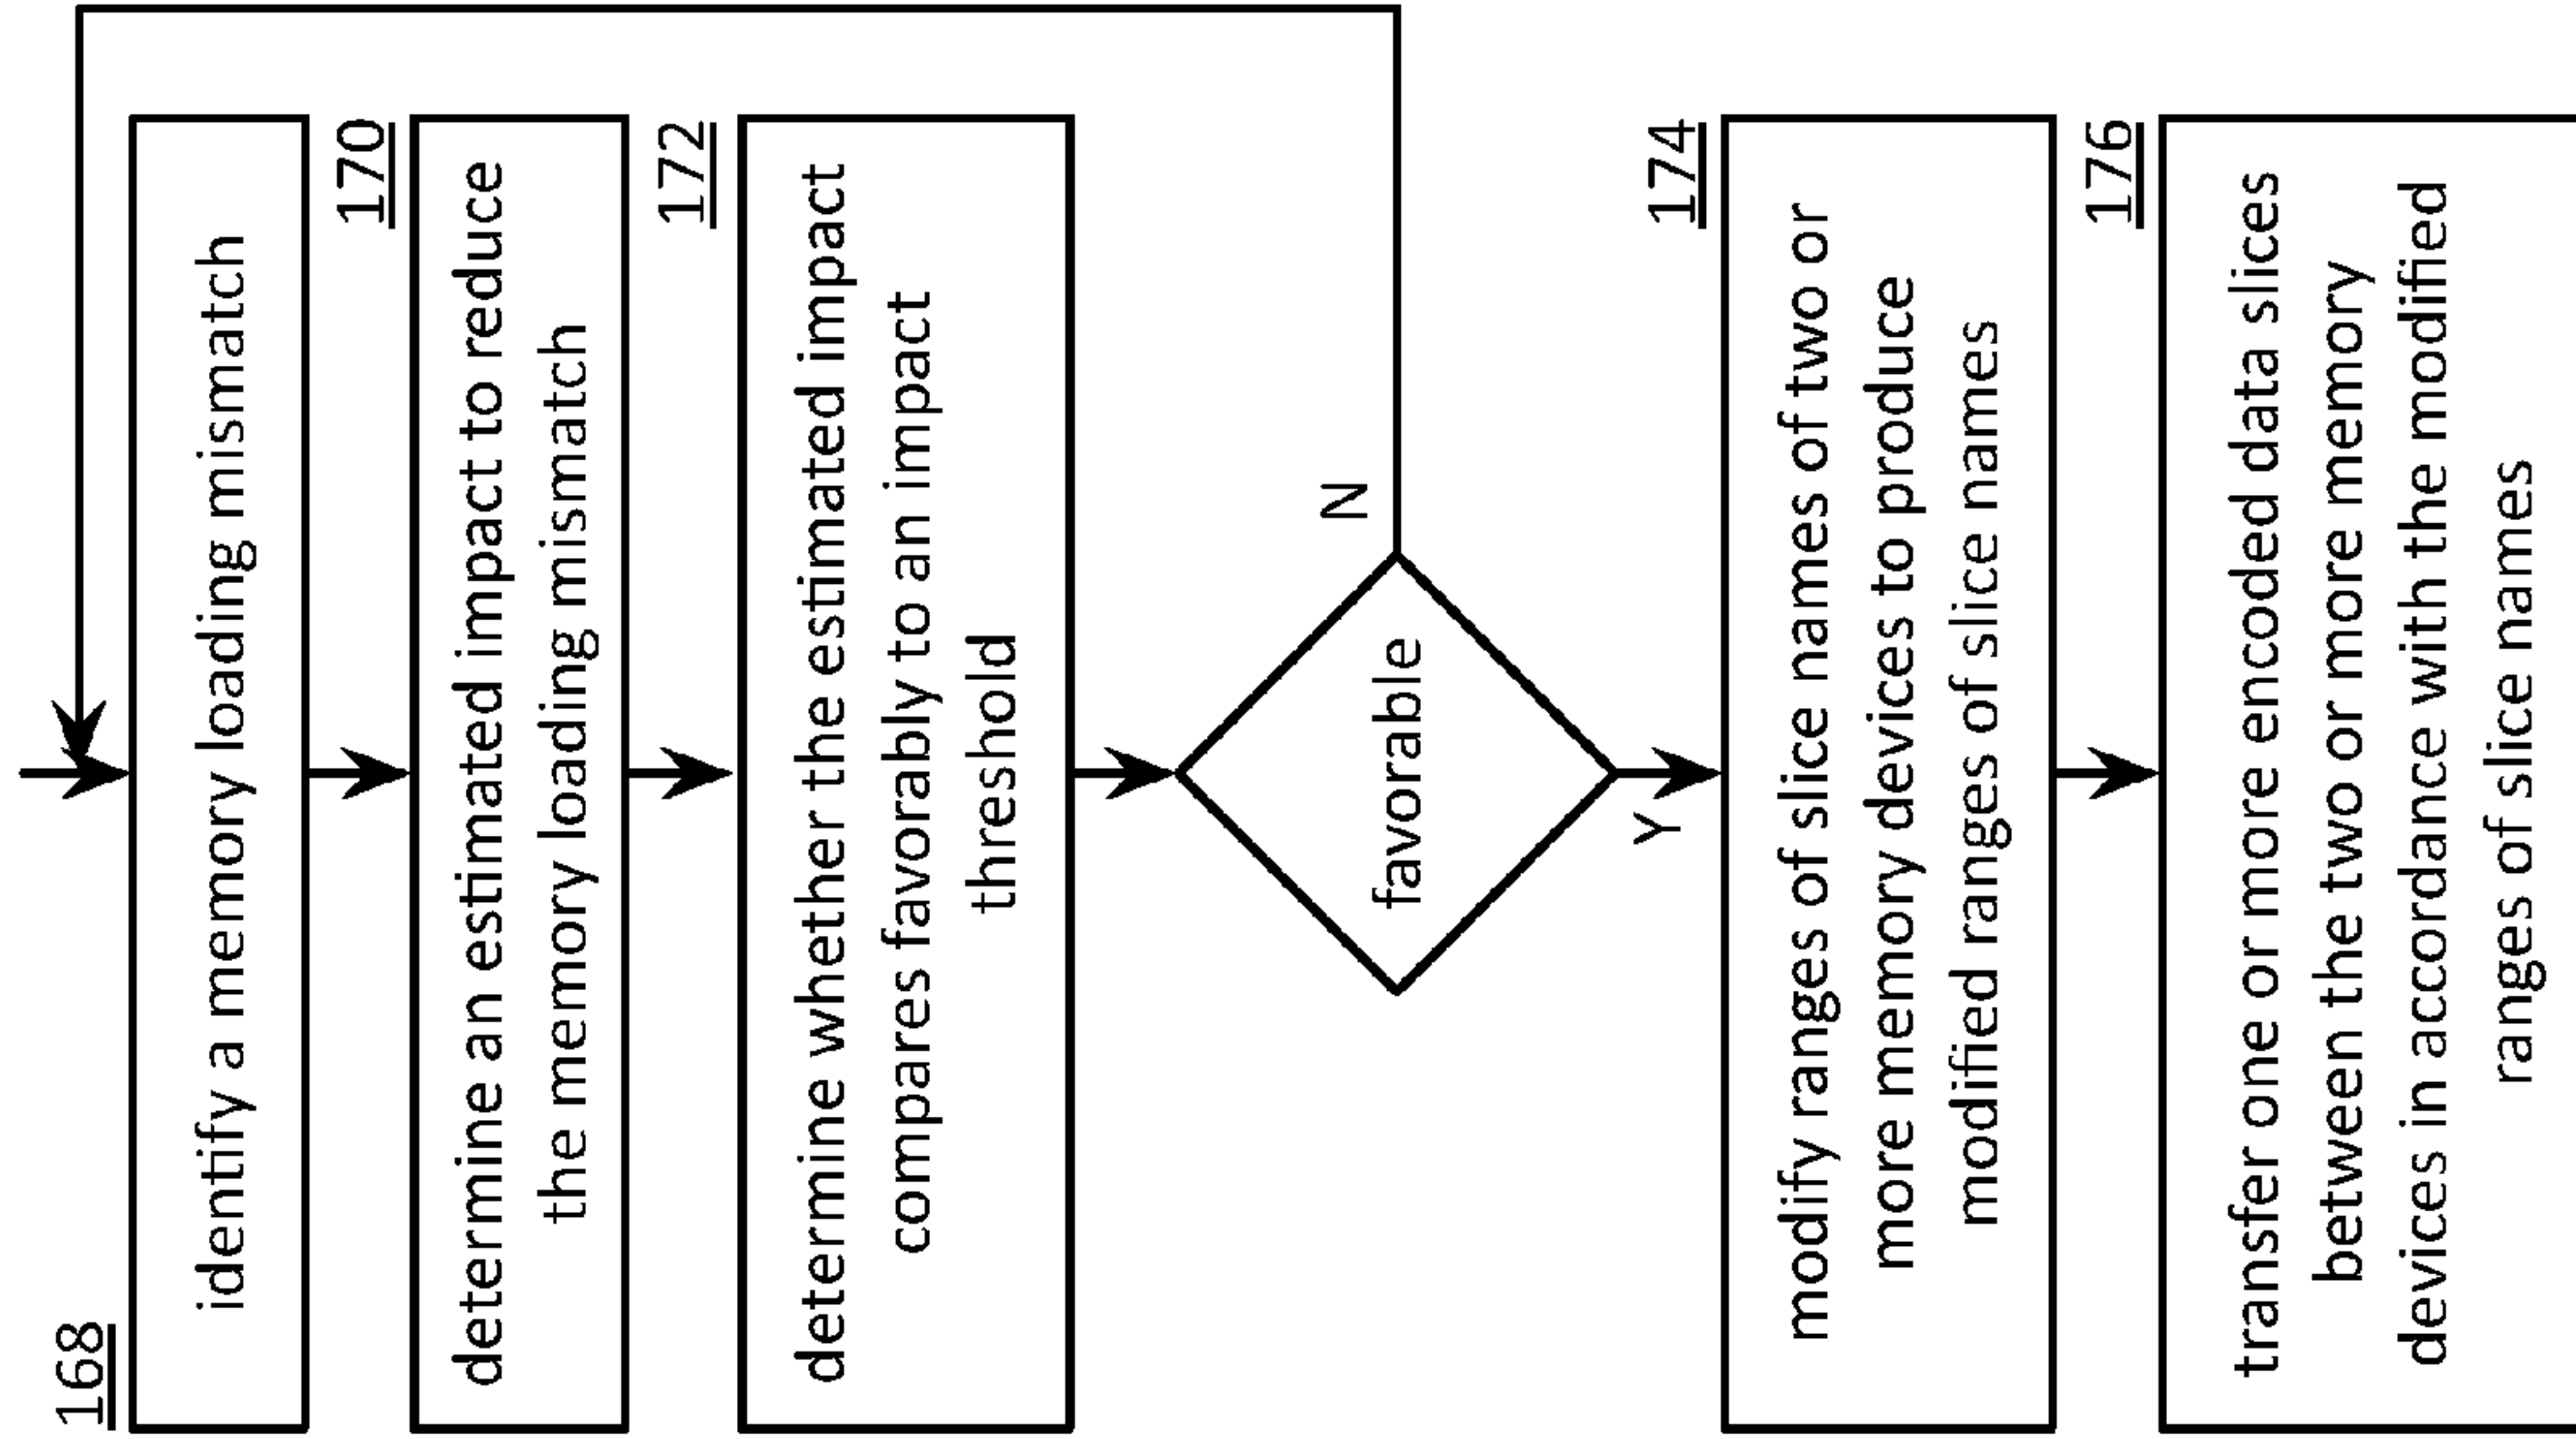 168
identify a memory loading mismatch
170
determine an estimated impact to reduce
the memory loading mismatch
172
determine whether the estimated impact
compares favorably to an impact
threshold
favorable
N
Y
174
modify ranges of slice names of two or
more memory devices to produce
modified ranges of slice names
176
transfer one or more encoded data slices
between the two or more memory
devices in accordance with the modified
ranges of slice names